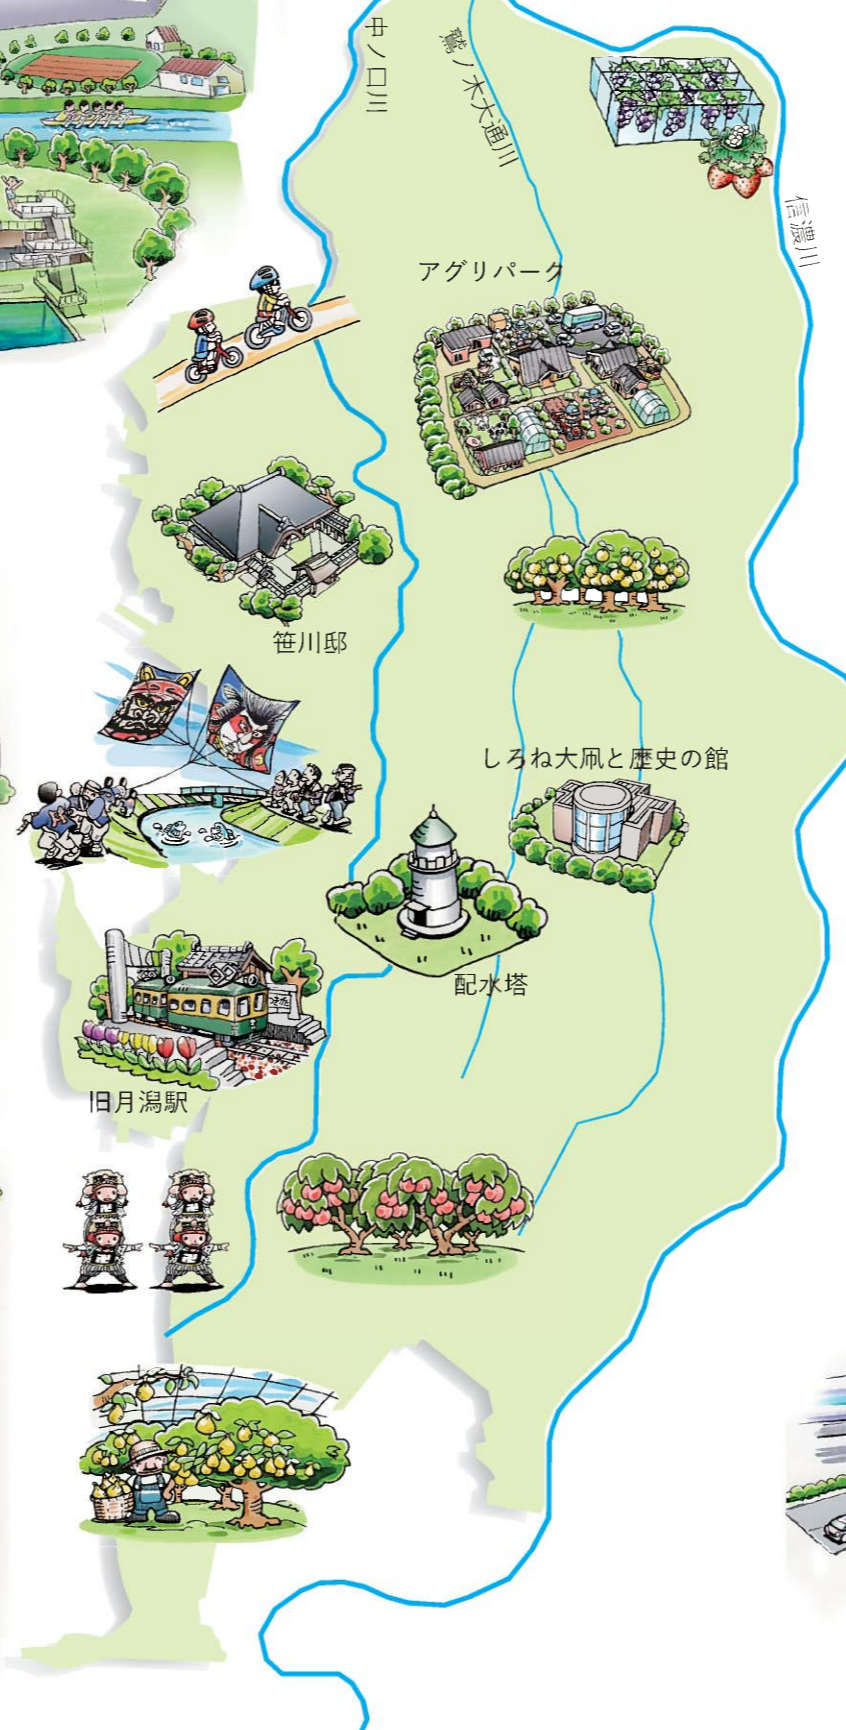 中ノ口川
鷲ノ木大通川
信濃川
アグリパーク
笹川邸
しろね大凧と歴史の館
配水塔
旧月潟駅